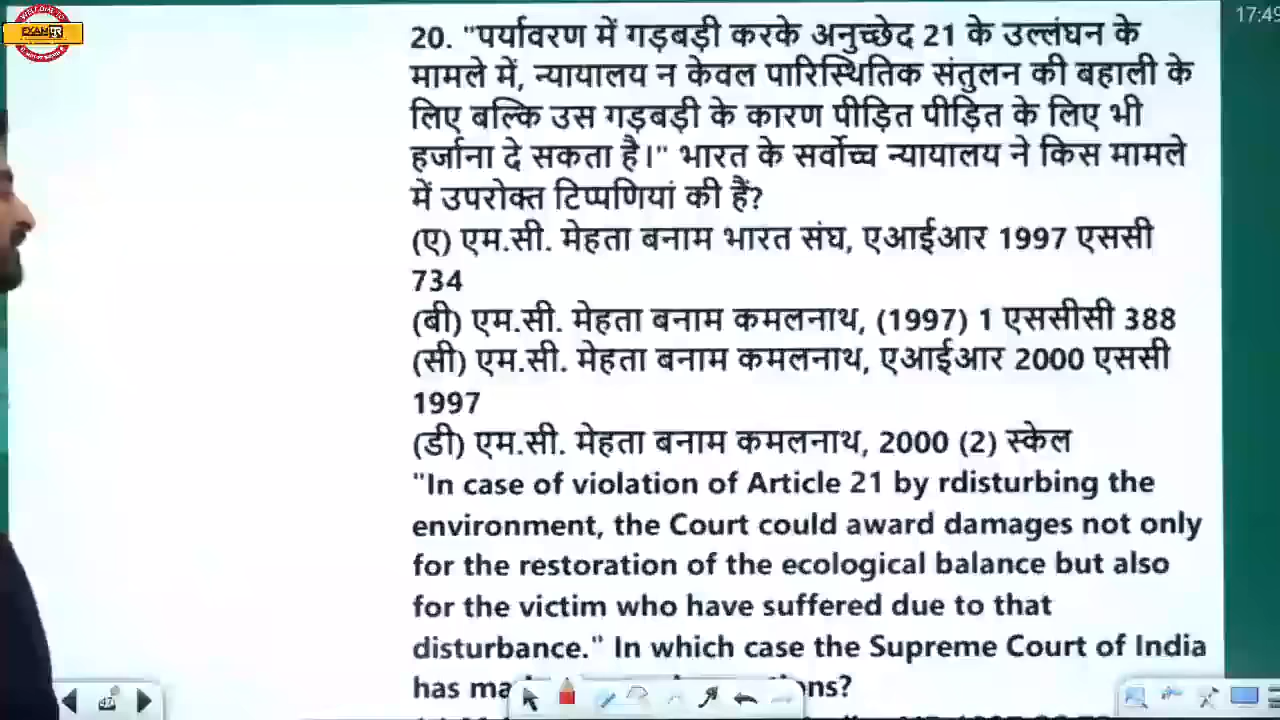 WELCOME TO
EXAM
17:49
20. "पर्यावरण में गड़बड़ी करके अनुच्छेद 21 के उल्लंघन के
मामले में, न्यायालय न केवल पारिस्थितिक संतुलन की बहाली के
लिए बल्कि उस गड़बड़ी के कारण पीड़ित पीड़ित के लिए भी
हर्जाना दे सकता है।" भारत के सर्वोच्च न्यायालय ने किस मामले
में उपरोक्त टिप्पणियां की हैं?
(ए) एम.सी. मेहता बनाम भारत संघ, एआईआर 1997 एससी
734
(बी) एम.सी. मेहता बनाम कमलनाथ, (1997) 1 एससीसी 388
(सी) एम.सी. मेहता बनाम कमलनाथ, एआईआर 2000 एससी
1997
(डी) एम.सी. मेहता बनाम कमलनाथ, 2000 (2) स्केल
"In case of violation of Article 21 by rdisturbing the
environment, the Court could award damages not only
for the restoration of the ecological balance but also
for the victim who have suffered due to that
disturbance." In which case the Supreme Court of India
has
47